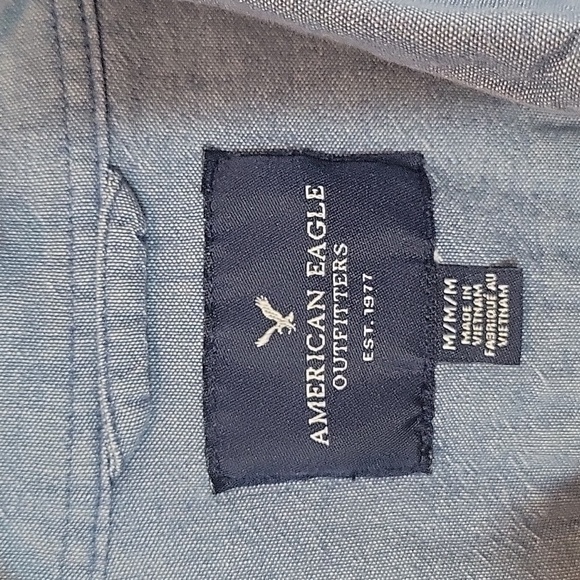 AMERICAN EAGLE
OUTFITTERS
EST. 1977
M/M/M
MADE IN
VIETNAM
FABRIQUÉ AU
VIETNAM